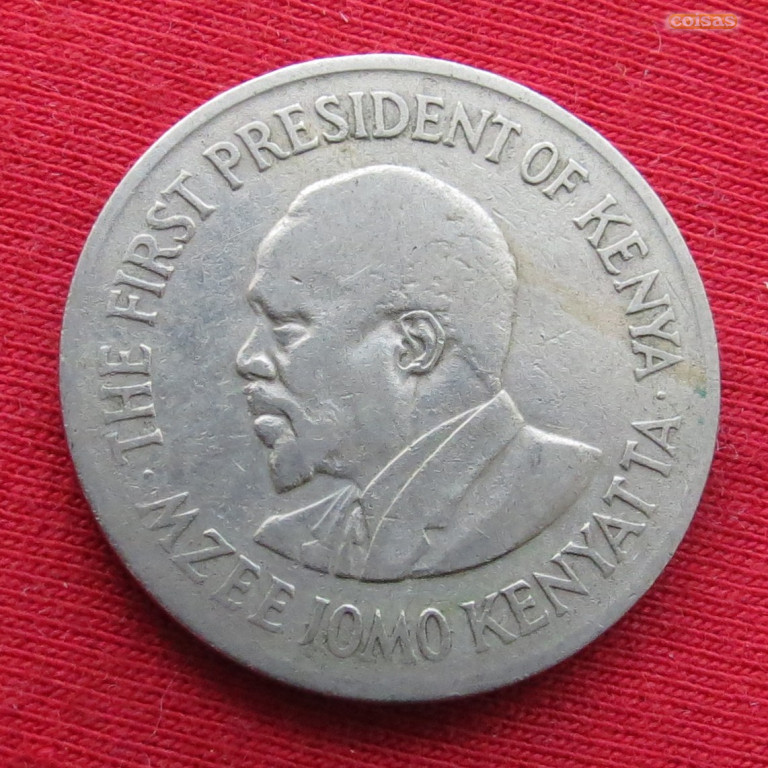 coisas
THE FIRST PRESIDENT OF KENYA ·
MZEE JOMO KENYATTA ·